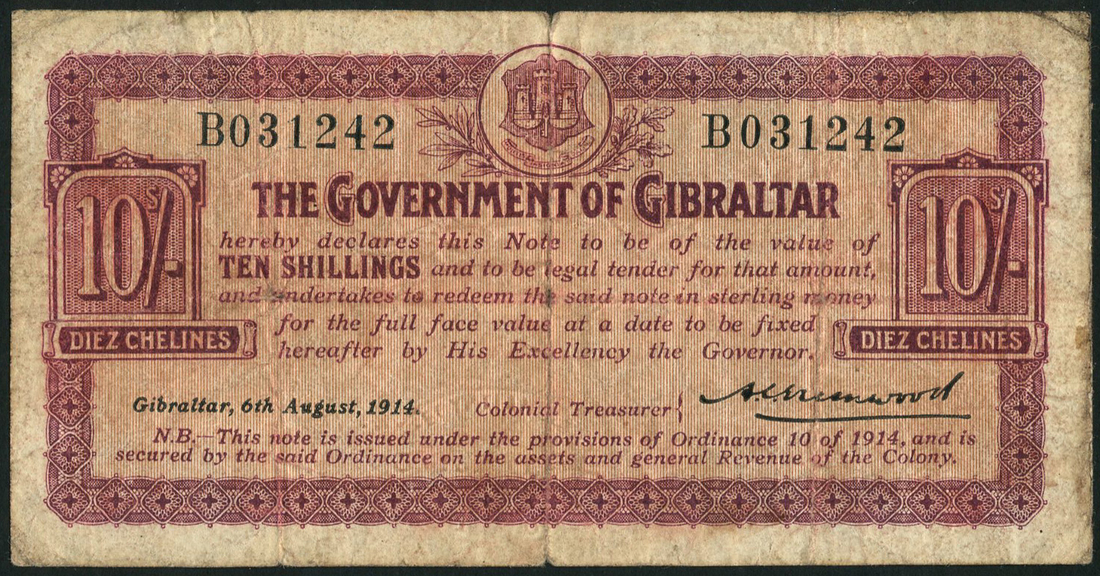 B031242 B031242
THE GOVERNMENT OF GIBRALTAR
10/- 10/-
hereby declares this Note to be of the value of
TEN SHILLINGS and to be legal tender for that amount,
and undertakes to redeem the said note in sterling money
for the full face value at a date to be fixed
hereafter by His Excellency the Governor.
DIEZ CHELINES DIEZ CHELINES
Gibraltar, 6th August, 1914. Colonial Treasurer
N.B.—This note is issued under the provisions of Ordinance 10 of 1914, and is
secured by the said Ordinance on the assets and general Revenue of the Colony.